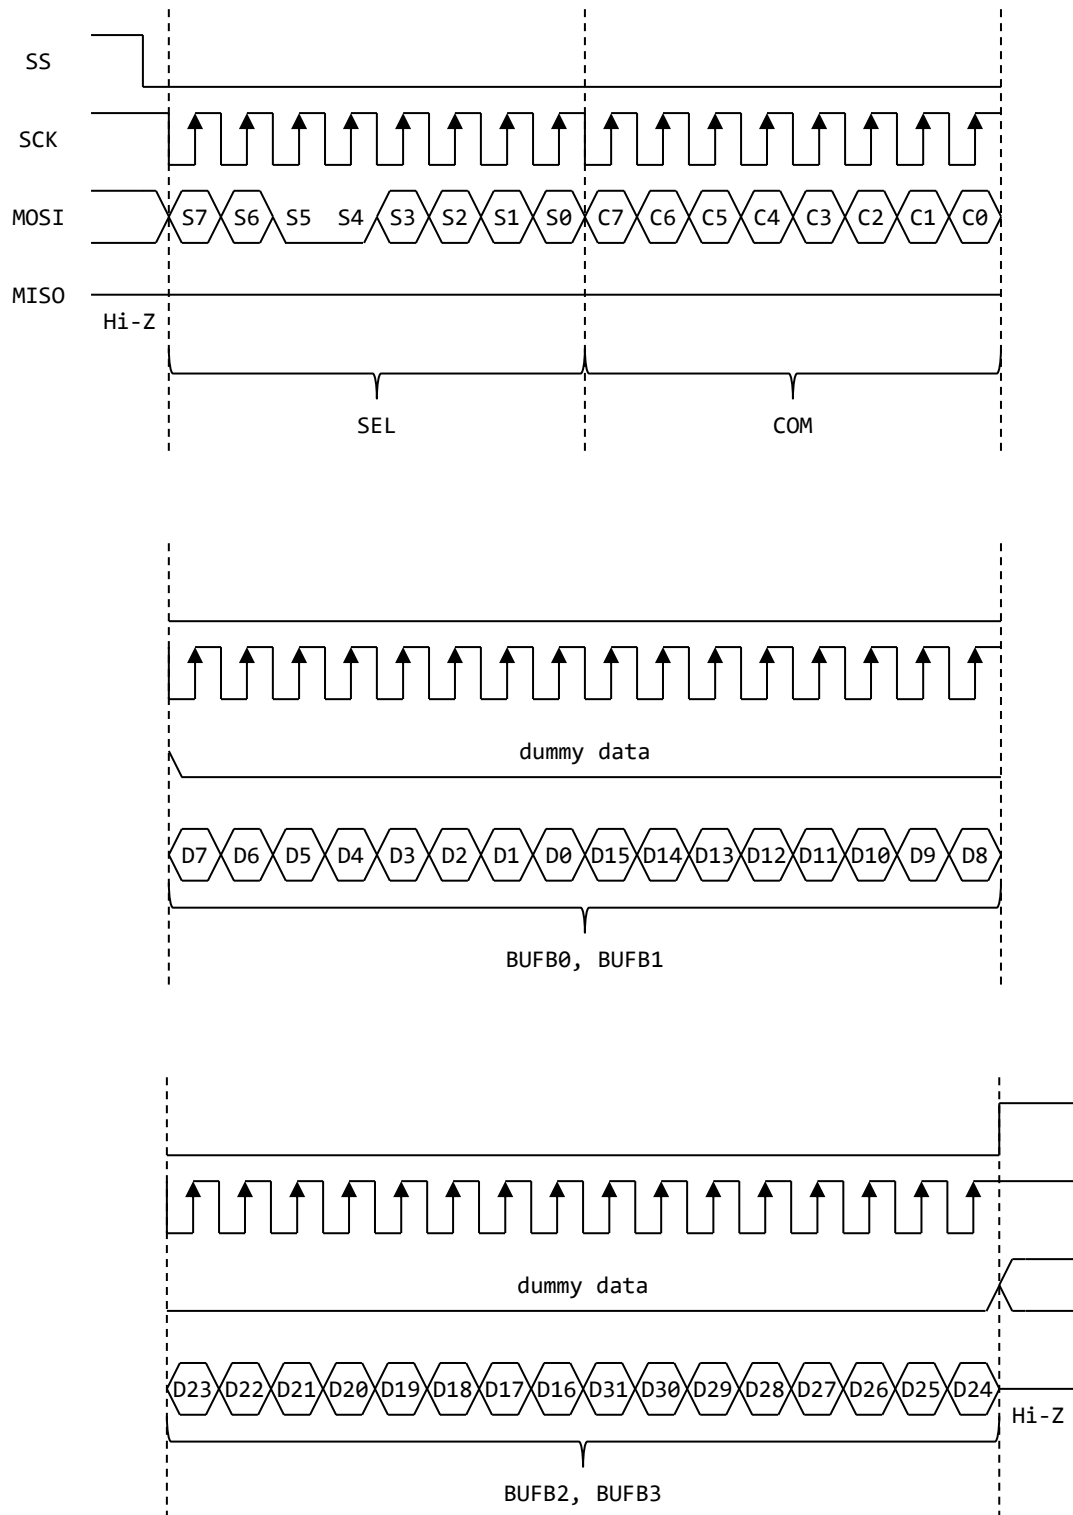 SS
SCK
MOSI S7 S6 S5 S4 S3 S2 S1 S0 C7 C6 C5 C4 C3 C2 C1 C0
MISO
Hi-Z
SEL COM
dummy data
D7 D6 D5 D4 D3 D2 D1 D0 D15 D14 D13 D12 D11 D10 D9 D8
BUFB0, BUFB1
dummy data
D23 D22 D21 D20 D19 D18 D17 D16 D31 D30 D29 D28 D27 D26 D25 D24
Hi-Z
BUFB2, BUFB3